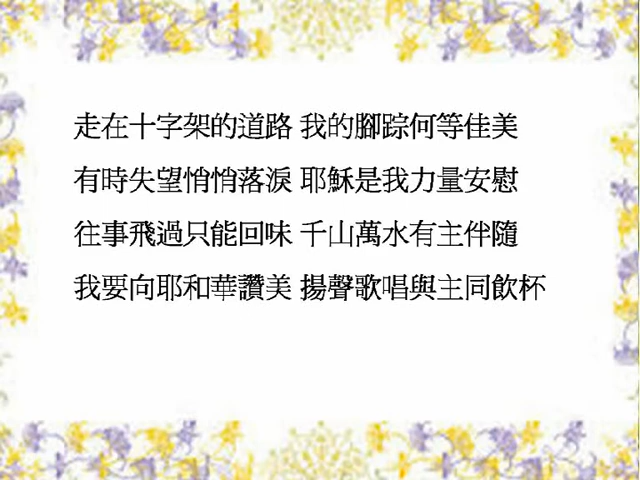 走在十字架的道路 我的腳踪何等佳美
有時失望悄悄落淚 耶穌是我力量安慰
往事飛過只能回味 千山萬水有主伴隨
我要向耶和華讚美 揚聲歌唱與主同飲杯